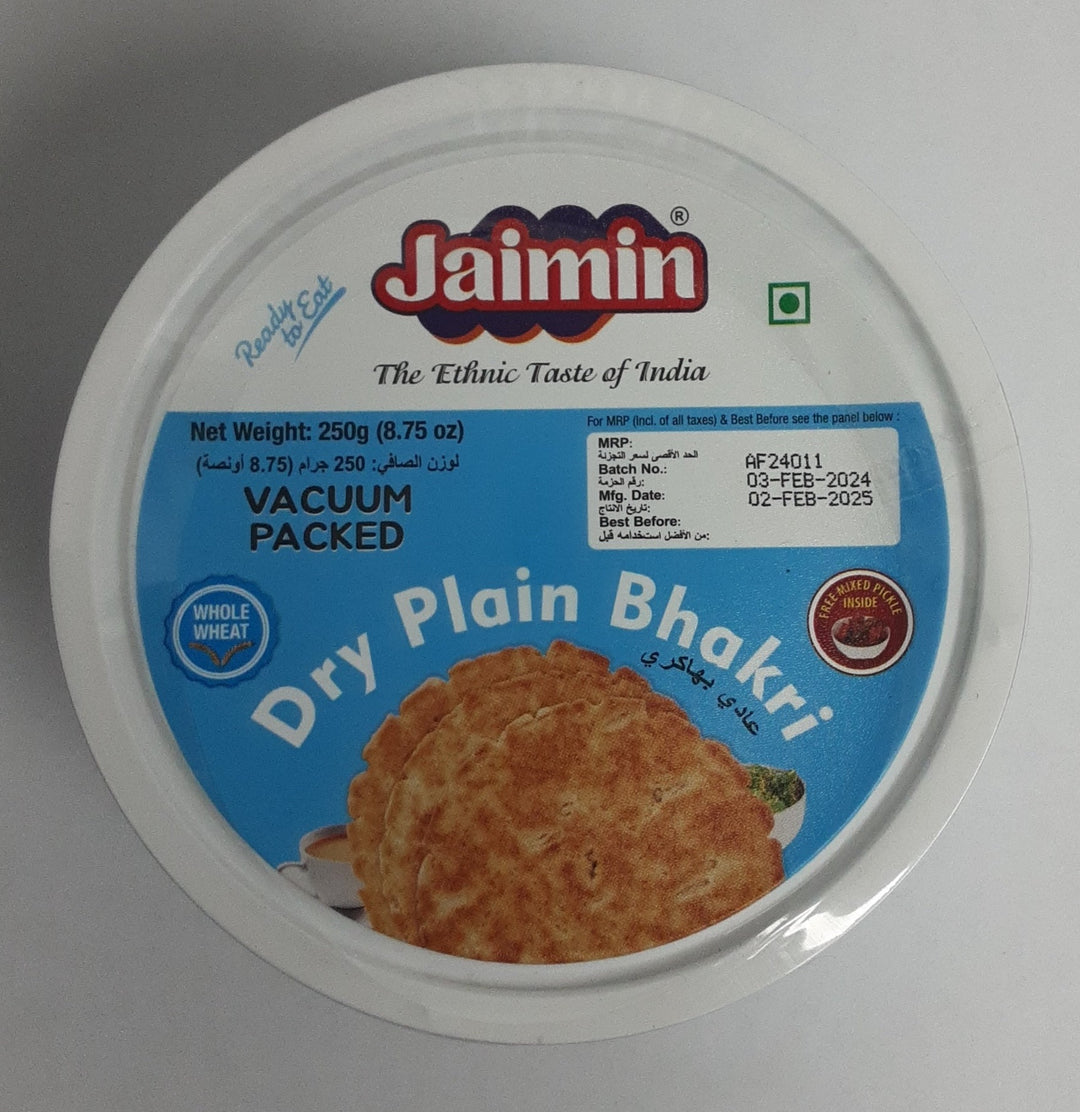 Jaimin®
Ready
to Eat
The Ethnic Taste of India
Net Weight: 250g (8.75 oz)
لوزن الصافي: 250 جرام (8.75 أونصة)
VACUUM
PACKED
For MRP (Incl. of all taxes) & Best Before see the panel below :
MRP:
الحد الأقصى لسعر التجزئة
Batch No.: AF24011
رقم الحزمة:
Mfg. Date: 03-FEB-2024
تاريخ الانتاج:
Best Before: 02-FEB-2025
من الأفضل استخدامه قبل:
WHOLE
WHEAT
FREE MIXED PICKLE
INSIDE
Dry Plain Bhakri
عادي بهاكري